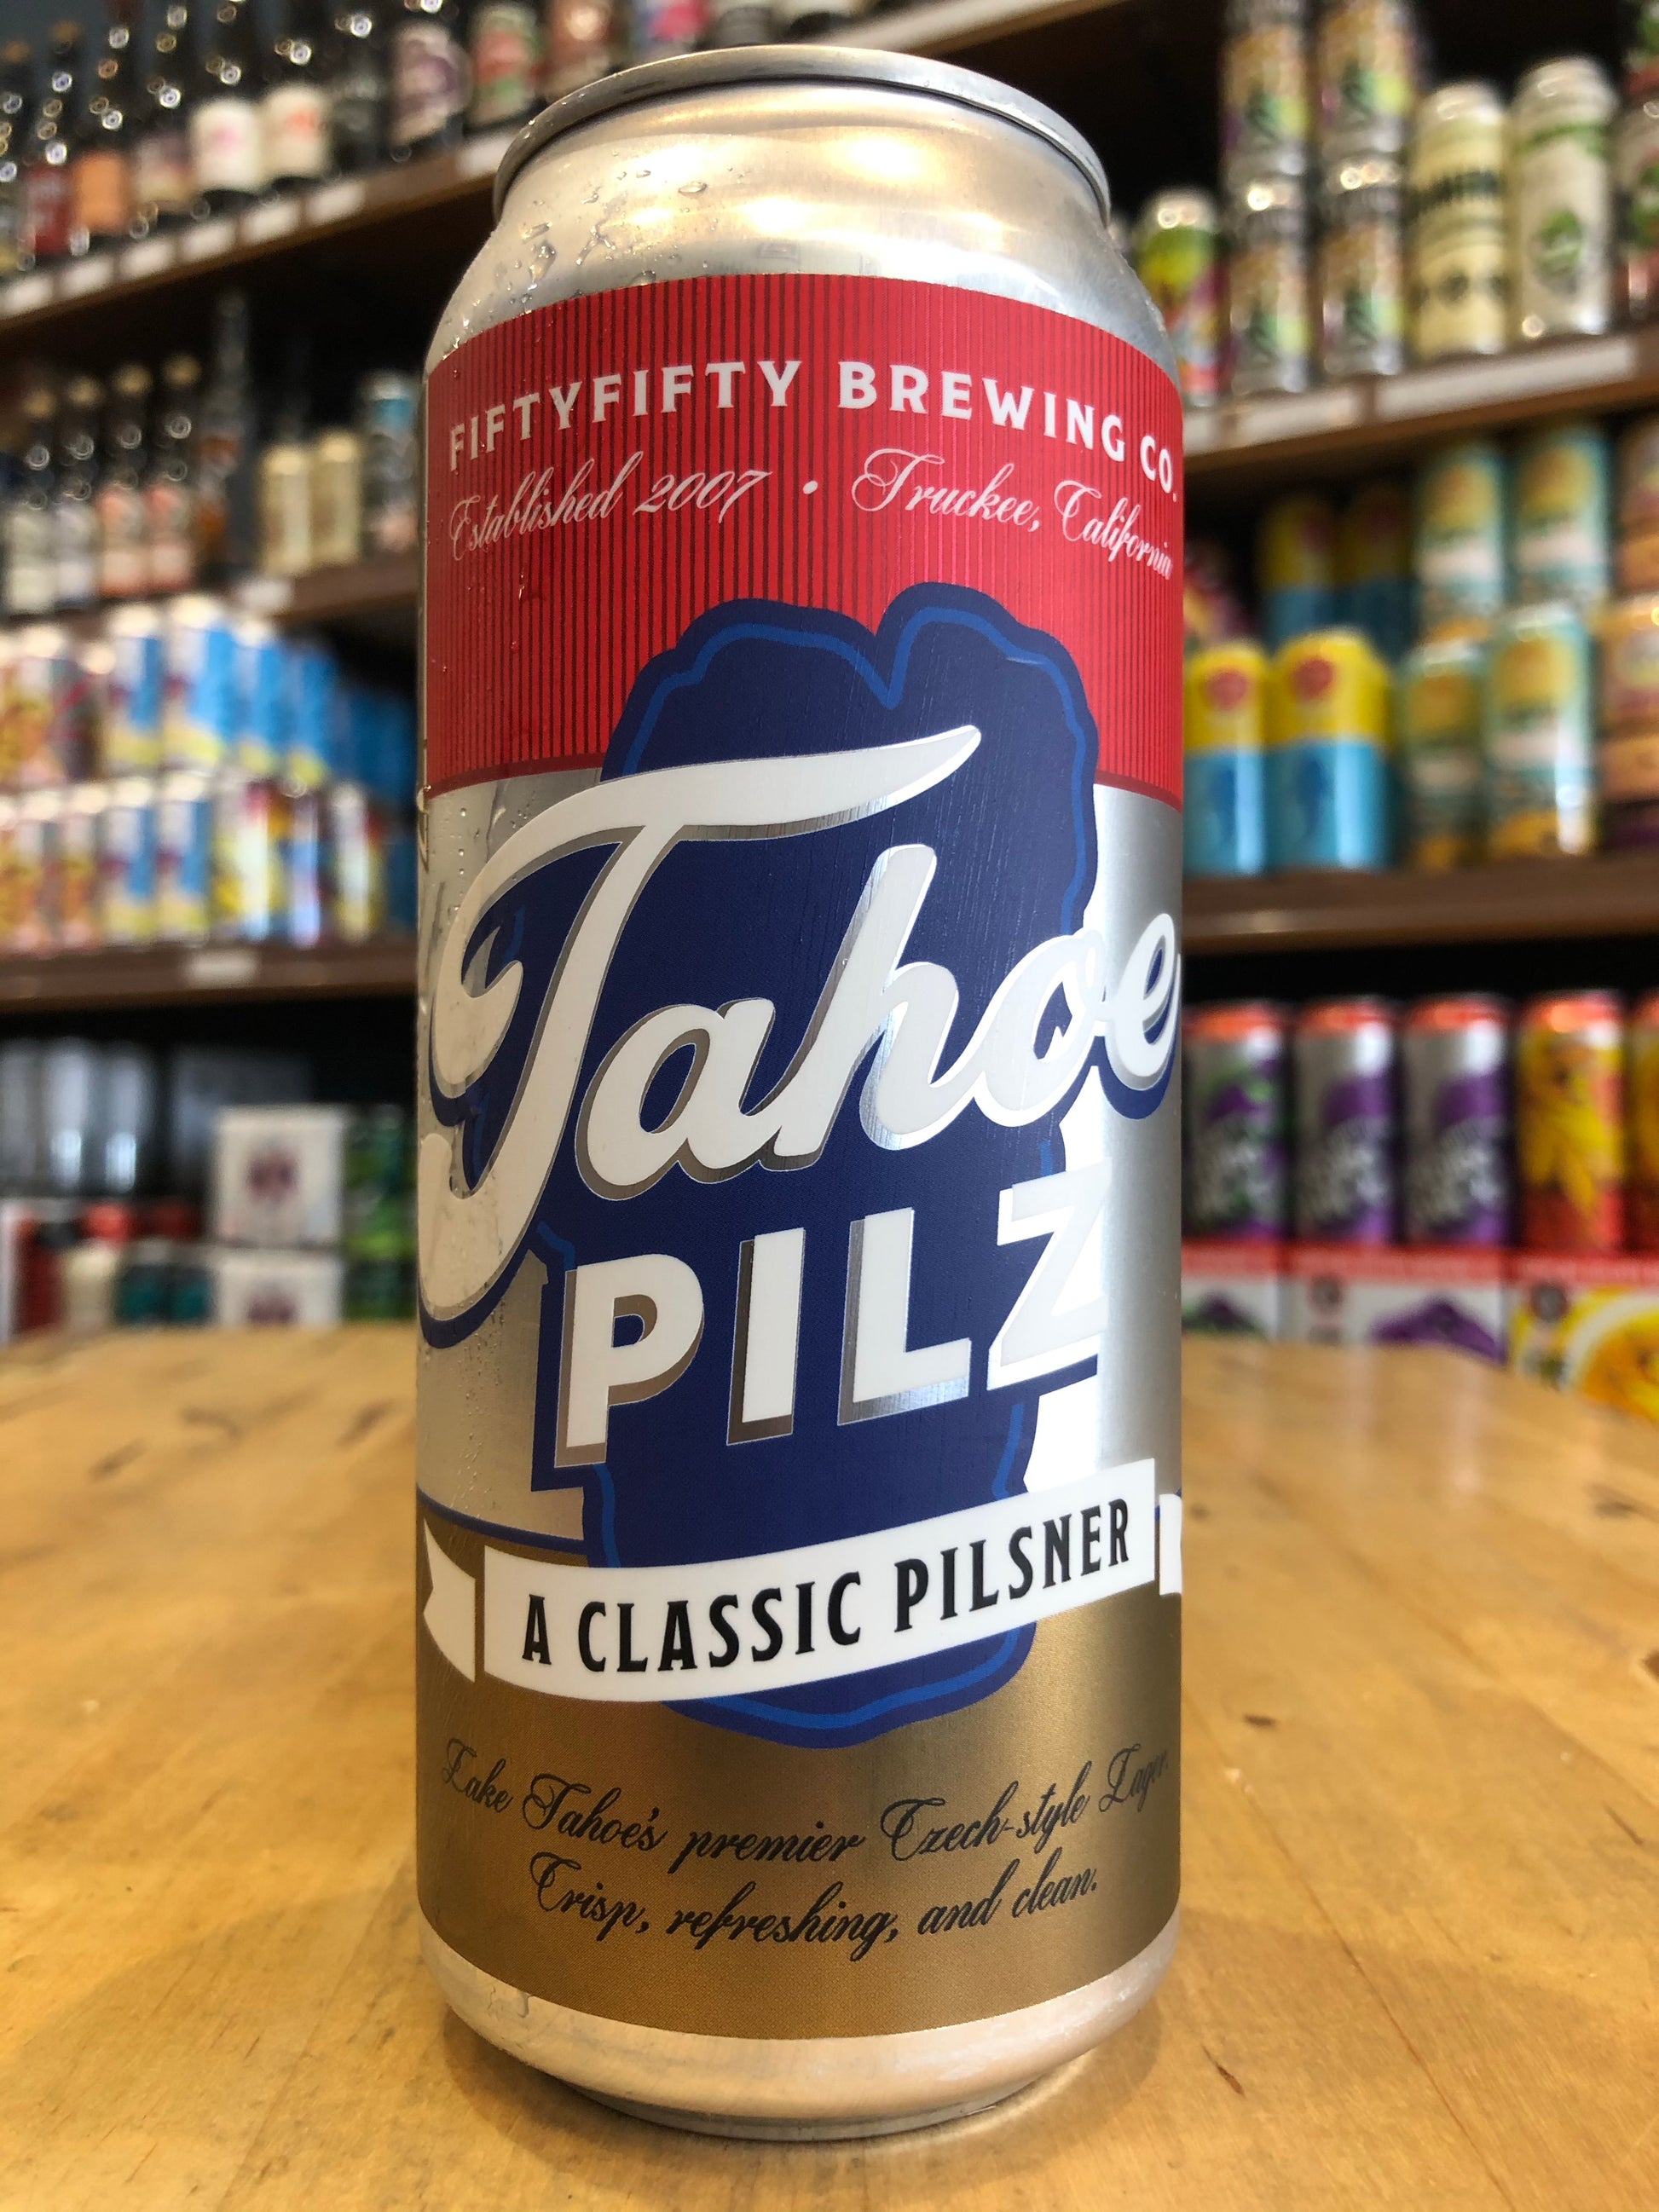 FIFTYFIFTY BREWING CO.
Established 2007 • Truckee, California
Tahoe
PILZ
A CLASSIC PILSNER
Lake Tahoe's premier Czech-style Lager.
Crisp, refreshing, and clean.